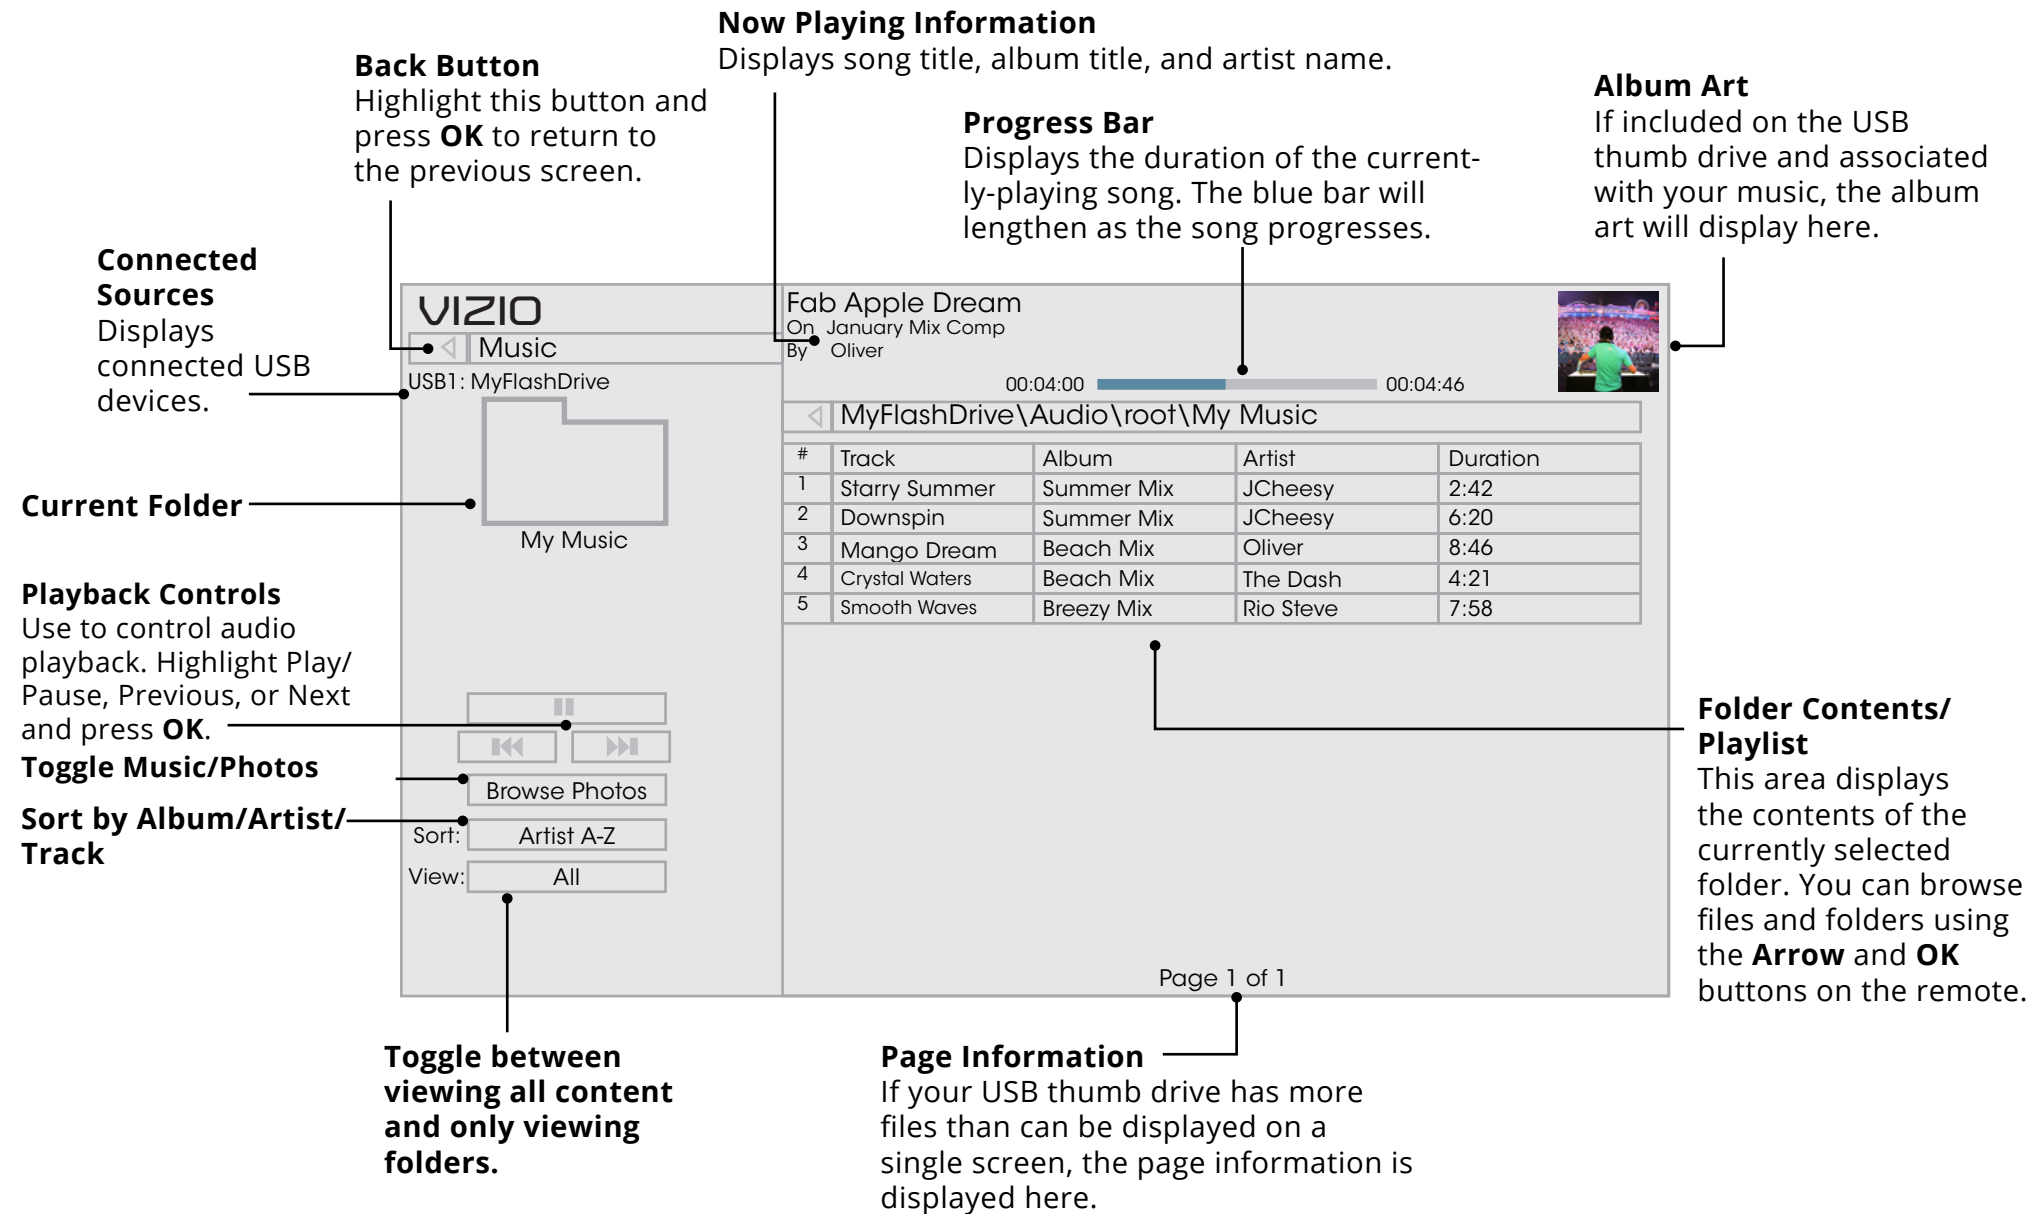 Now Playing Information
Displays song title, album title, and artist name.
Back Button
Highlight this button and
press OK to return to
the previous screen.
Progress Bar
Displays the duration of the current-
ly-playing song. The blue bar will
lengthen as the song progresses.
Album Art
If included on the USB
thumb drive and associated
with your music, the album
art will display here.
Connected
Sources
Displays
connected USB
devices.
Current Folder
Playback Controls
Use to control audio
playback. Highlight Play/
Pause, Previous, or Next
and press OK.
Toggle Music/Photos
Sort by Album/Artist/
Track
VIZIO
Music
USB1: MyFlashDrive
My Music
Browse Photos
Sort: Artist A-Z
View: All
Fab Apple Dream
On January Mix Comp
By Oliver
00:04:00 00:04:46
MyFlashDrive\Audio\root\My Music
# Track Album Artist Duration
1 Starry Summer Summer Mix JCheesy 2:42
2 Downspin Summer Mix JCheesy 6:20
3 Mango Dream Beach Mix Oliver 8:46
4 Crystal Waters Beach Mix The Dash 4:21
5 Smooth Waves Breezy Mix Rio Steve 7:58
Page 1 of 1
Folder Contents/
Playlist
This area displays
the contents of the
currently selected
folder. You can browse
files and folders using
the Arrow and OK
buttons on the remote.
Toggle between
viewing all content
and only viewing
folders.
Page Information
If your USB thumb drive has more
files than can be displayed on a
single screen, the page information is
displayed here.